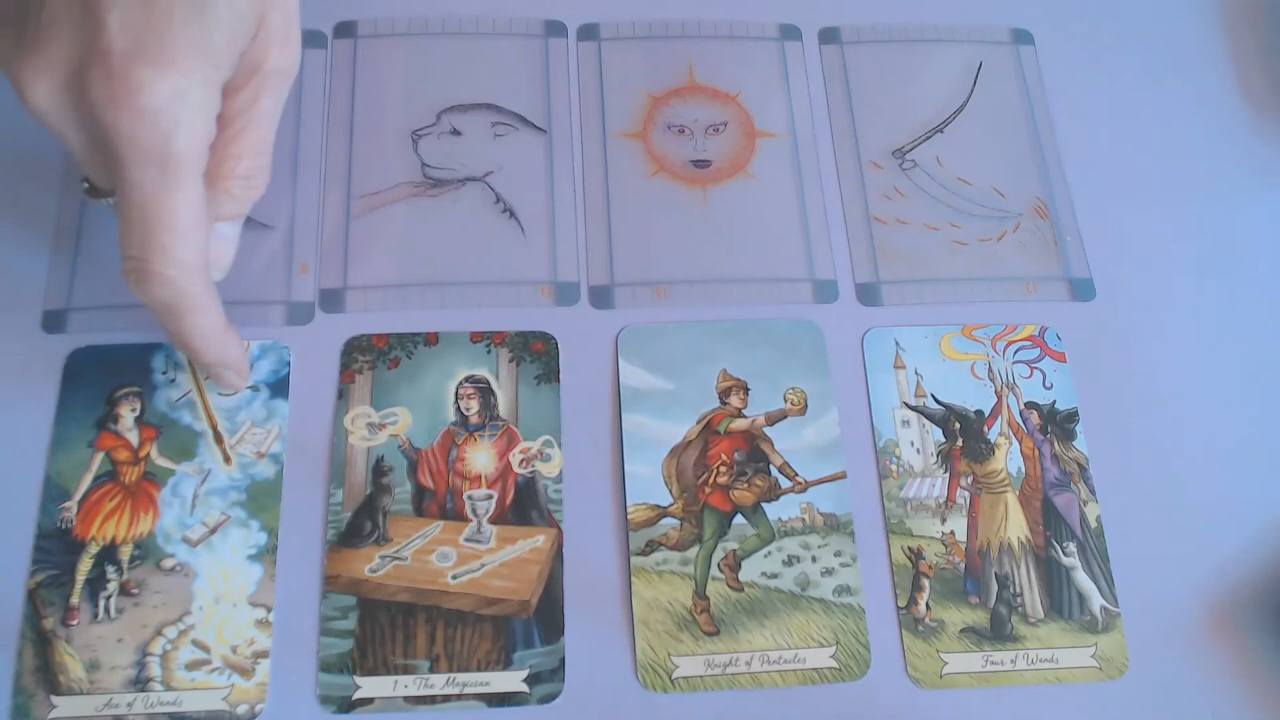 Ace of Wands
1 • The Magician
Knight of Pentacles
Four of Wands